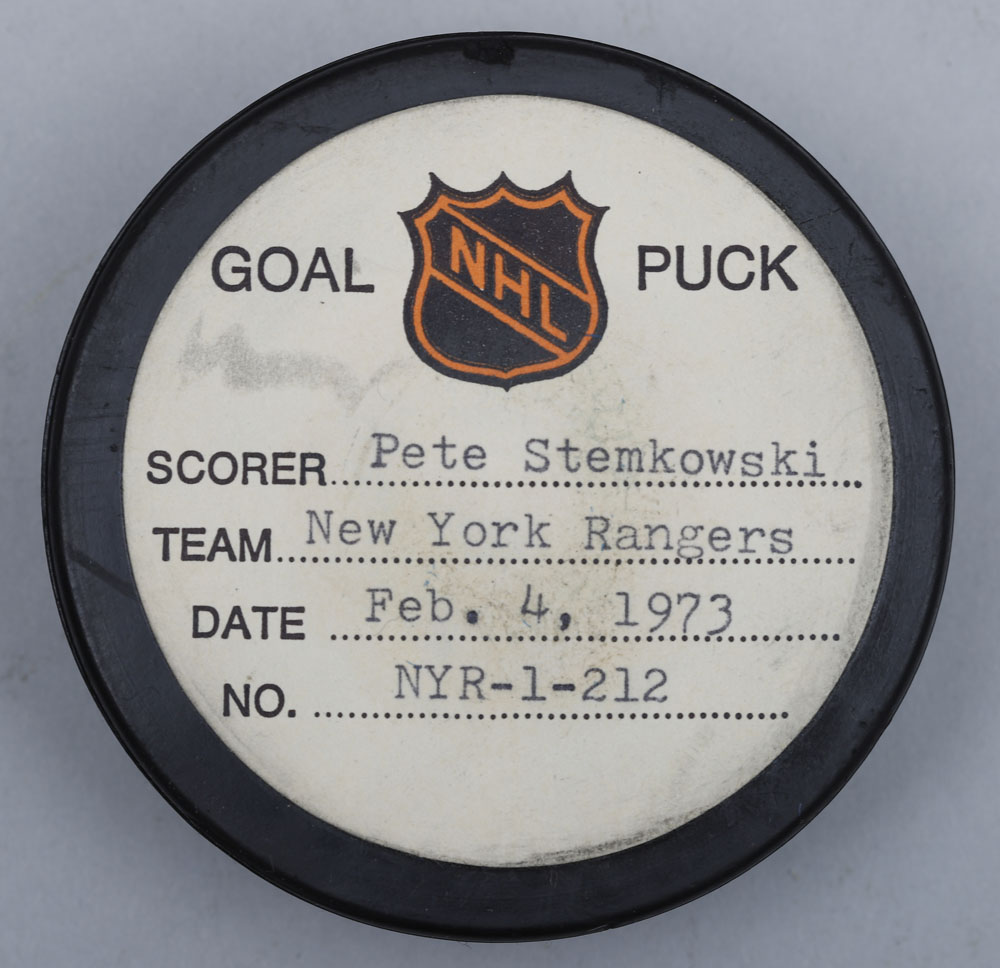 GOAL NHL PUCK
SCORER Pete Stemkowski
TEAM New York Rangers
DATE Feb. 4, 1973
NO. NYR-1-212